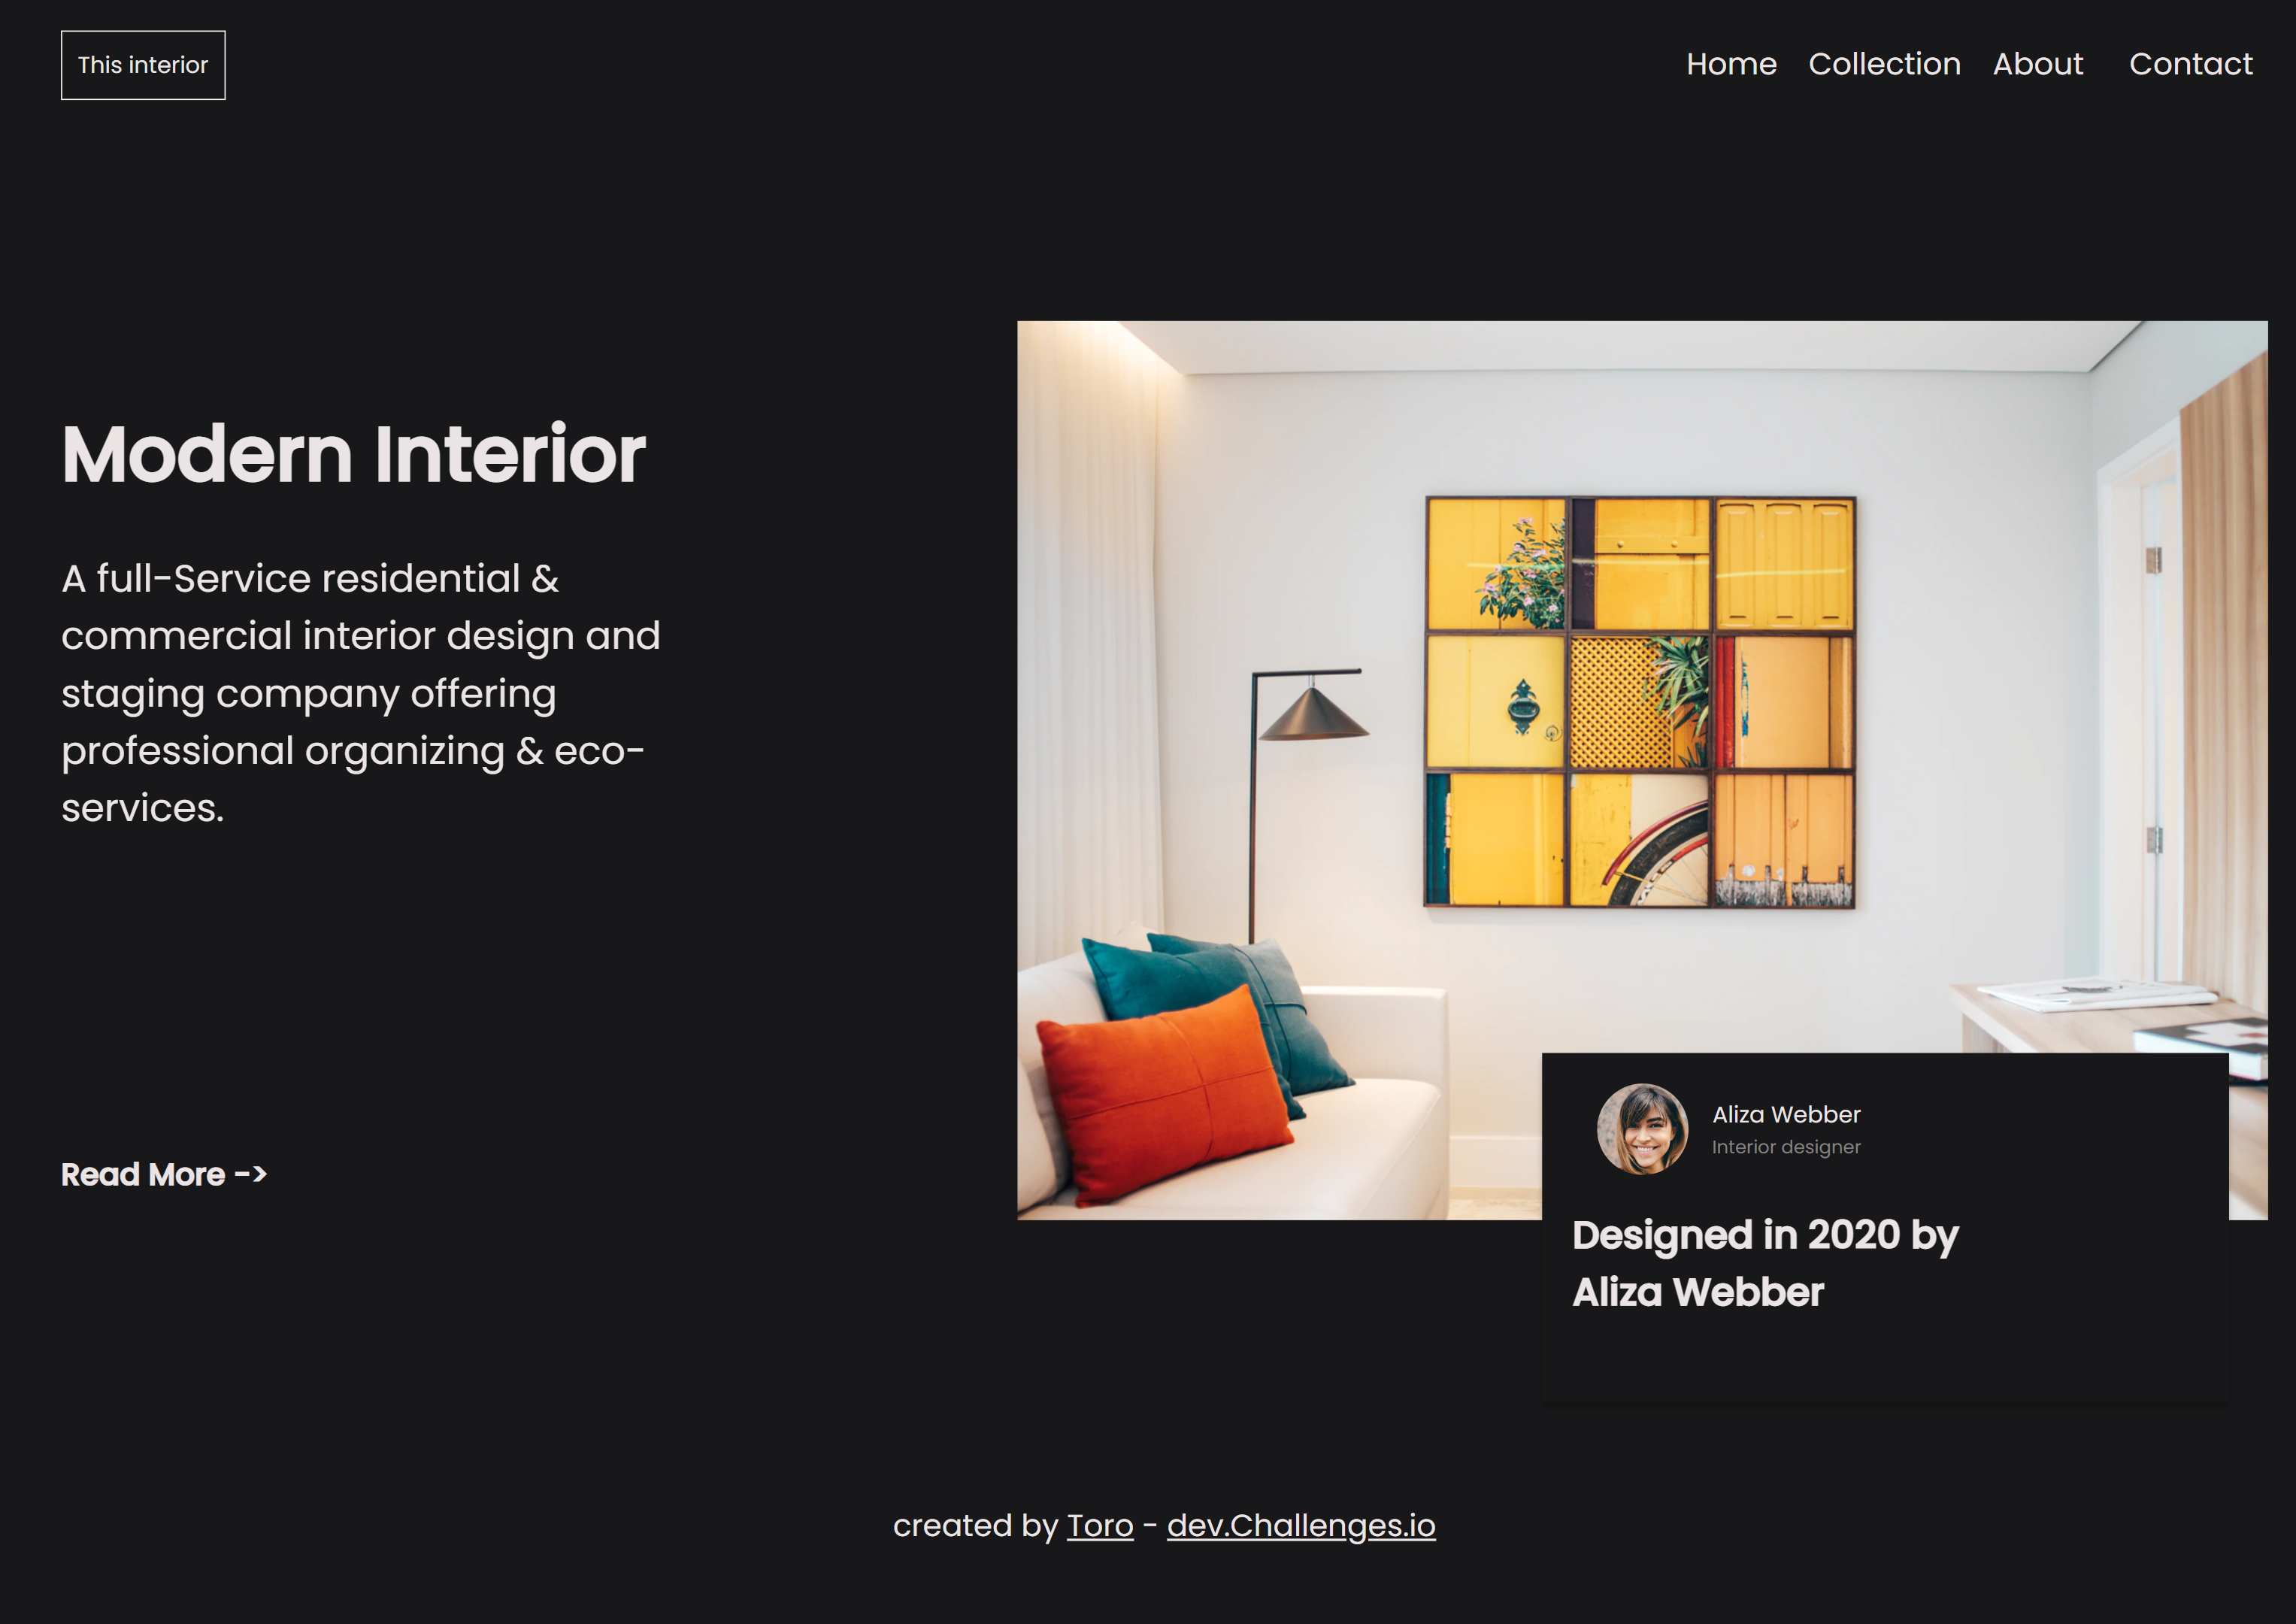 This interior
Home Collection About Contact
Modern Interior
A full-Service residential &
commercial interior design and
staging company offering
professional organizing & eco-
services.
Read More ->
Aliza Webber
Interior designer
Designed in 2020 by
Aliza Webber
created by Toro - dev.Challenges.io